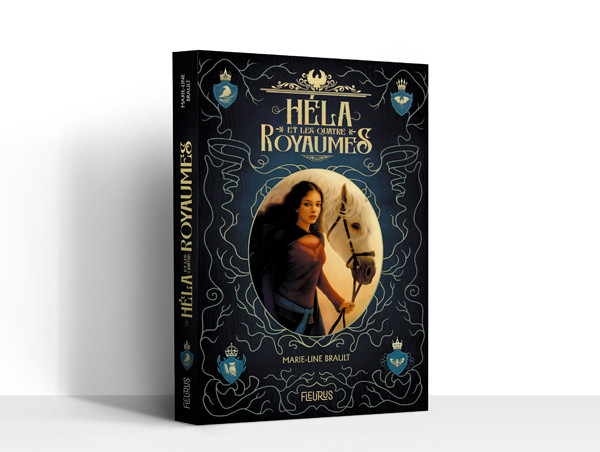 HÉLA
ET LES QUATRE
ROYAUMES
MARIE-LINE BRAULT
FLEURUS
MARIE-LINE
BRAULT
HÉLA
ET LES
QUATRE
ROYAUMES
FLEURUS